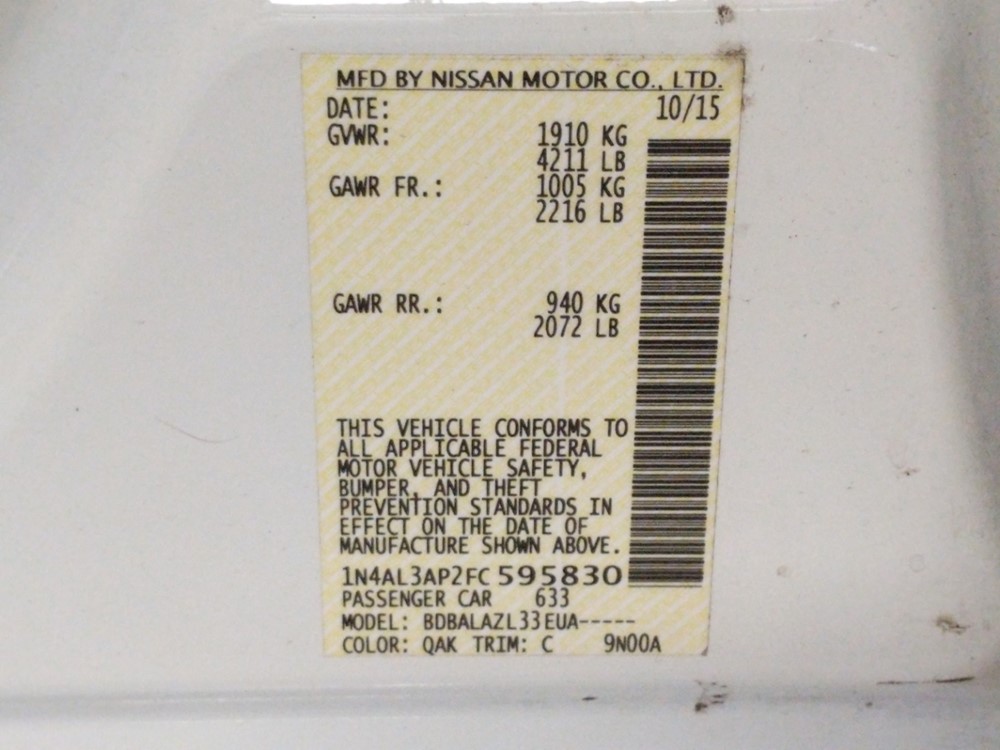 MFD BY NISSAN MOTOR CO., LTD.
DATE: 10/15
GVWR: 1910 KG
4211 LB
GAWR FR.: 1005 KG
2216 LB
GAWR RR.: 940 KG
2072 LB
THIS VEHICLE CONFORMS TO
ALL APPLICABLE FEDERAL
MOTOR VEHICLE SAFETY,
BUMPER, AND THEFT
PREVENTION STANDARDS IN
EFFECT ON THE DATE OF
MANUFACTURE SHOWN ABOVE.
1N4AL3AP2FC595830
PASSENGER CAR 633
MODEL: BDBALAZL33EUA-----
COLOR: QAK TRIM: C 9N00A